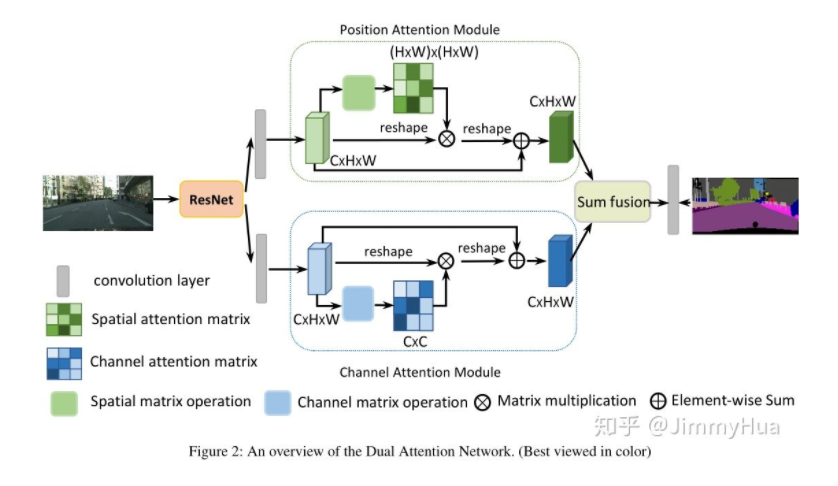 Position Attention Module
(HxW)x(HxW)
CxHxW
reshape
reshape
CxHxW
ResNet
Sum fusion
reshape
reshape
CxHxW
CxHxW
CxC
Channel Attention Module
convolution layer
Spatial attention matrix
Channel attention matrix
Spatial matrix operation
Channel matrix operation
Matrix multiplication
Element-wise Sum
知乎 @JimmyHua
Figure 2: An overview of the Dual Attention Network. (Best viewed in color)